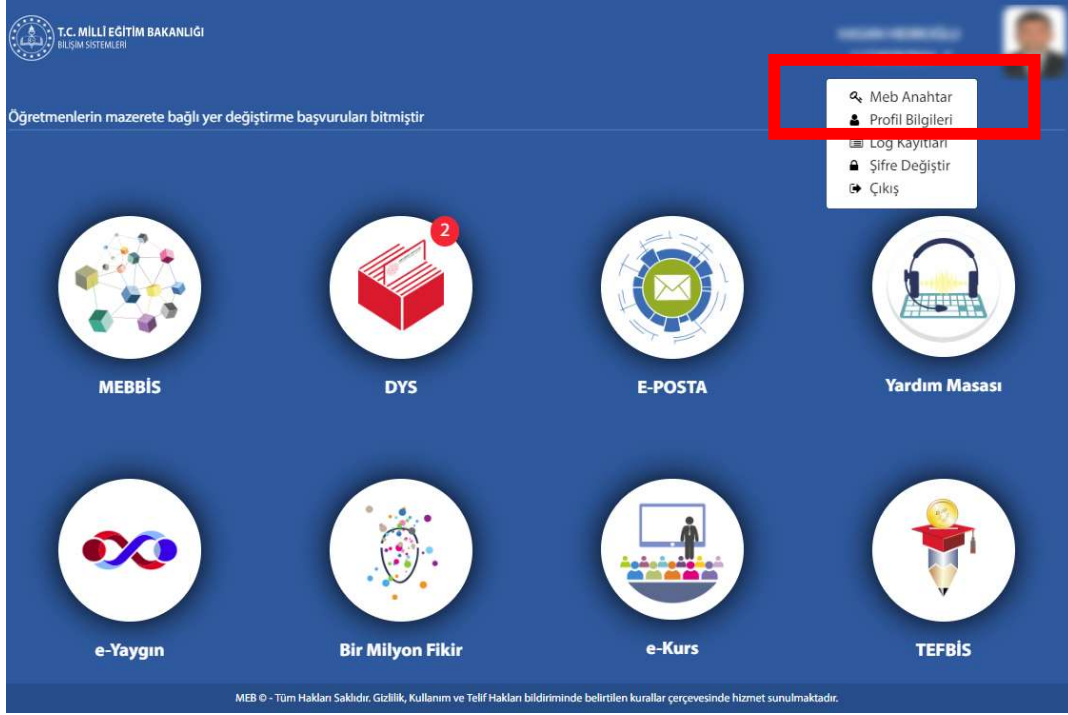 T.C. MİLLÎ EĞİTİM BAKANLIĞI
BİLİŞİM SİSTEMLERİ
Meb Anahtar
Öğretmenlerin mazerete bağlı yer değiştirme başvuruları bitmiştir
Profil Bilgileri
Log Kayıtları
Şifre Değiştir
Çıkış
2
MEBBİS
DYS
E-POSTA
Yardım Masası
e-Yaygın
Bir Milyon Fikir
e-Kurs
TEFBİS
MEB © - Tüm Hakları Saklıdır. Gizlilik, Kullanım ve Telif Hakları bildiriminde belirtilen kurallar çerçevesinde hizmet sunulmaktadır.